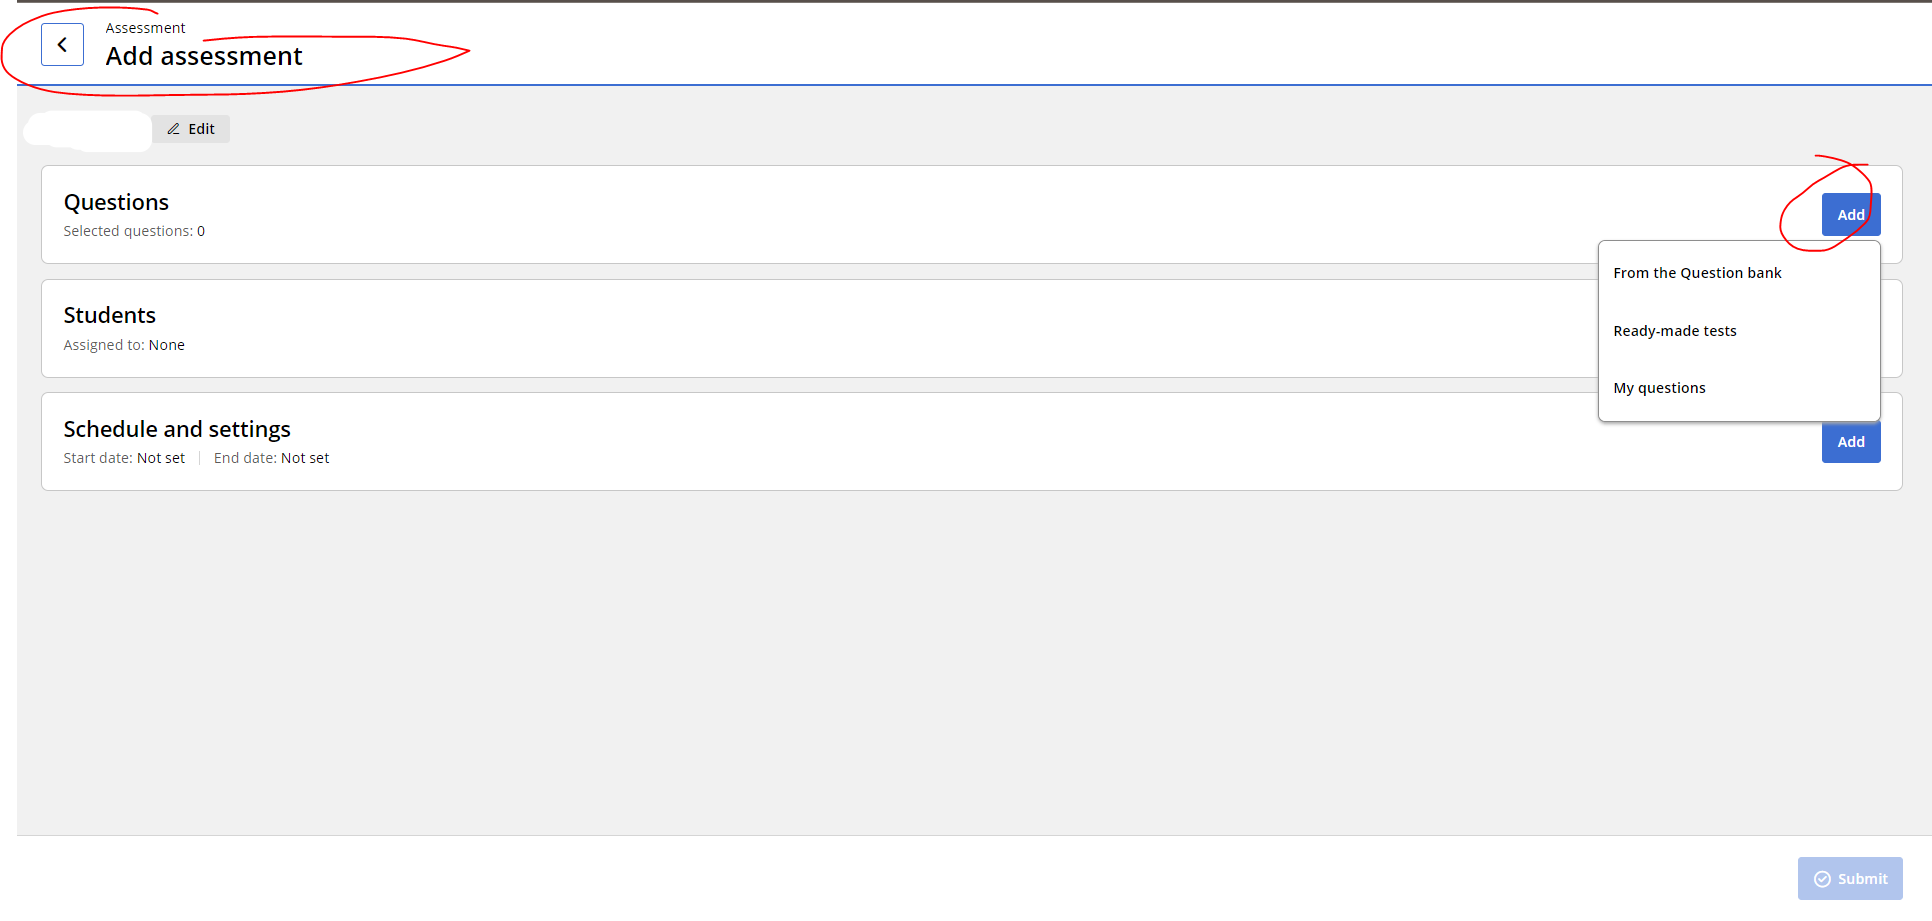 Assessment
Add assessment
Edit
Questions
Selected questions: 0
Add
From the Question bank
Ready-made tests
My questions
Students
Assigned to: None
Schedule and settings
Start date: Not set
End date: Not set
Add
Submit